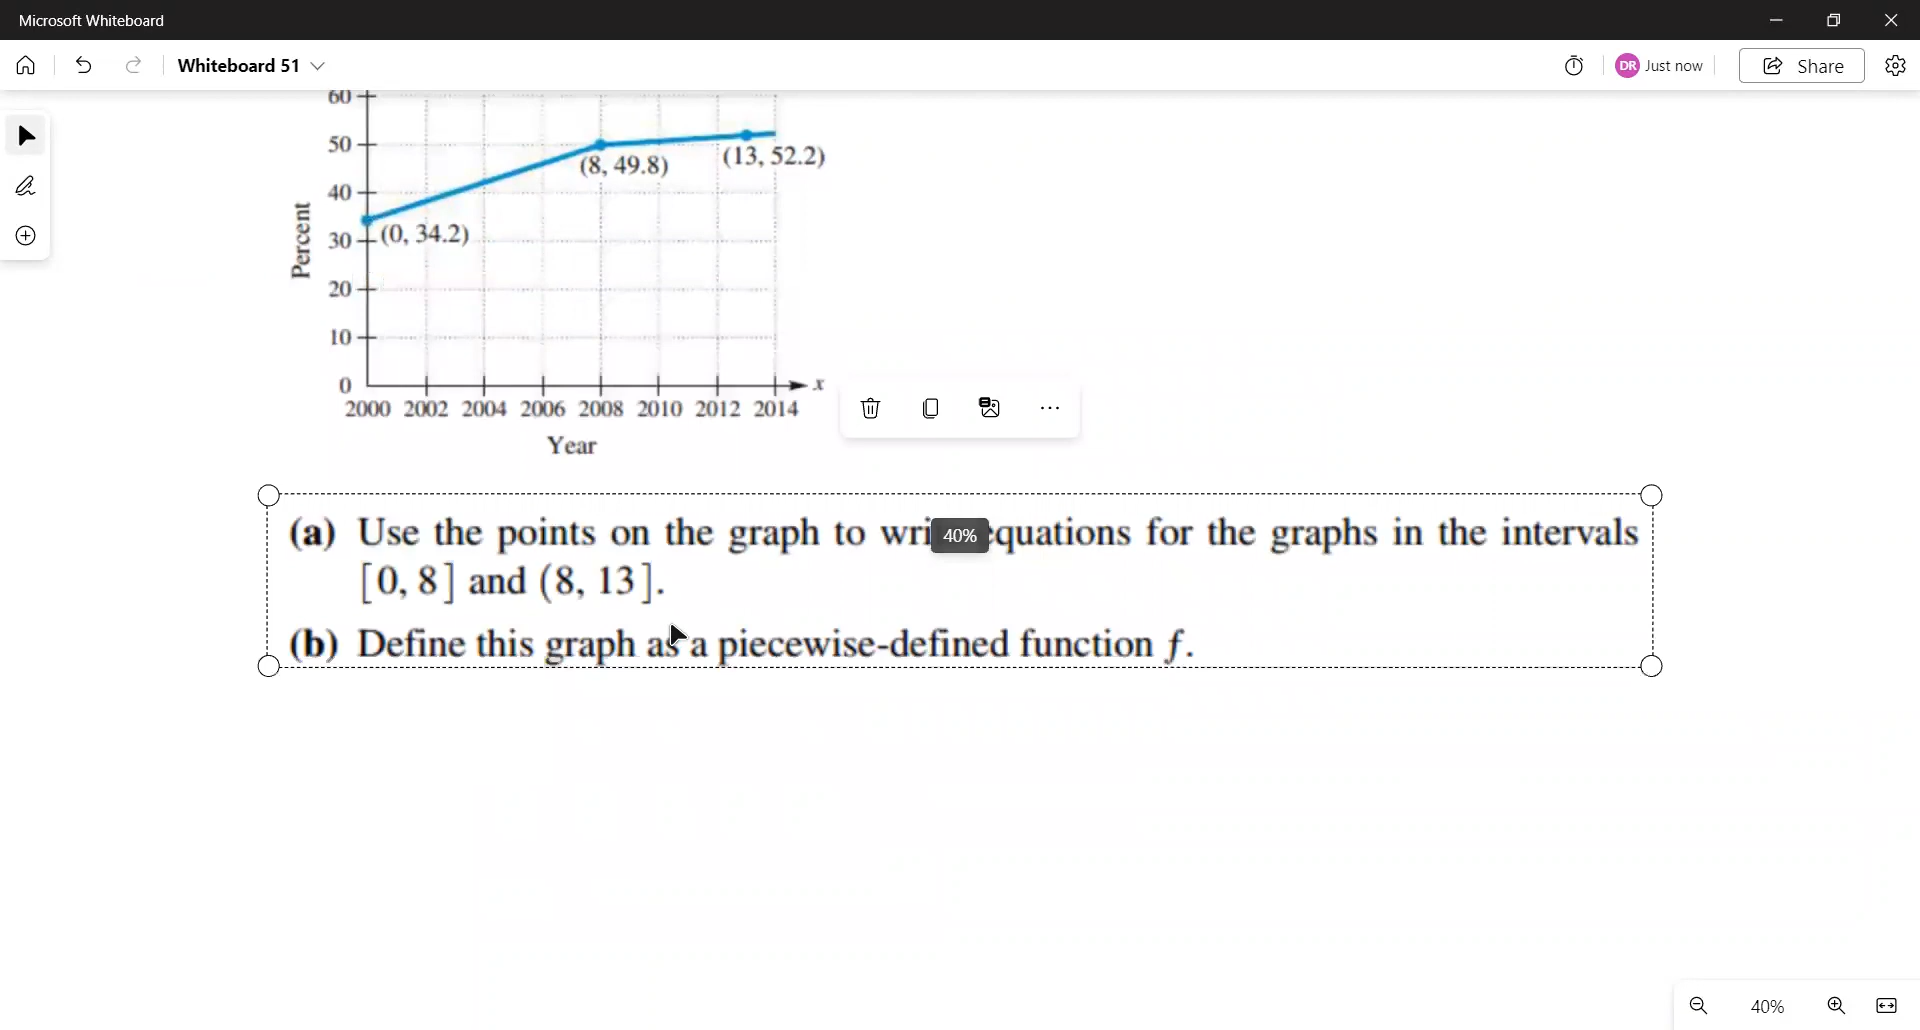 Microsoft Whiteboard
Whiteboard 51
DR Just now
Share
60
50
40
30
20
10
0
Percent
(0, 34.2)
(8, 49.8)
(13, 52.2)
x
2000 2002 2004 2006 2008 2010 2012 2014
Year
(a) Use the points on the graph to wri equations for the graphs in the intervals
[0, 8] and (8, 13].
40%
(b) Define this graph as a piecewise-defined function f.
40%